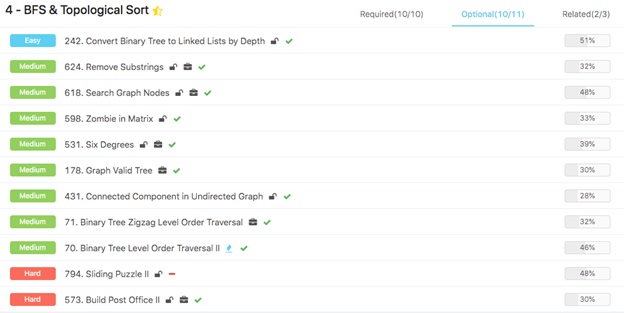 4 - BFS & Topological Sort
Required(10/10) Optional(10/11) Related(2/3)
Easy 242. Convert Binary Tree to Linked Lists by Depth 51%
Medium 624. Remove Substrings 32%
Medium 618. Search Graph Nodes 48%
Medium 598. Zombie in Matrix 33%
Medium 531. Six Degrees 39%
Medium 178. Graph Valid Tree 30%
Medium 431. Connected Component in Undirected Graph 28%
Medium 71. Binary Tree Zigzag Level Order Traversal 32%
Medium 70. Binary Tree Level Order Traversal II 46%
Hard 794. Sliding Puzzle II 48%
Hard 573. Build Post Office II 30%